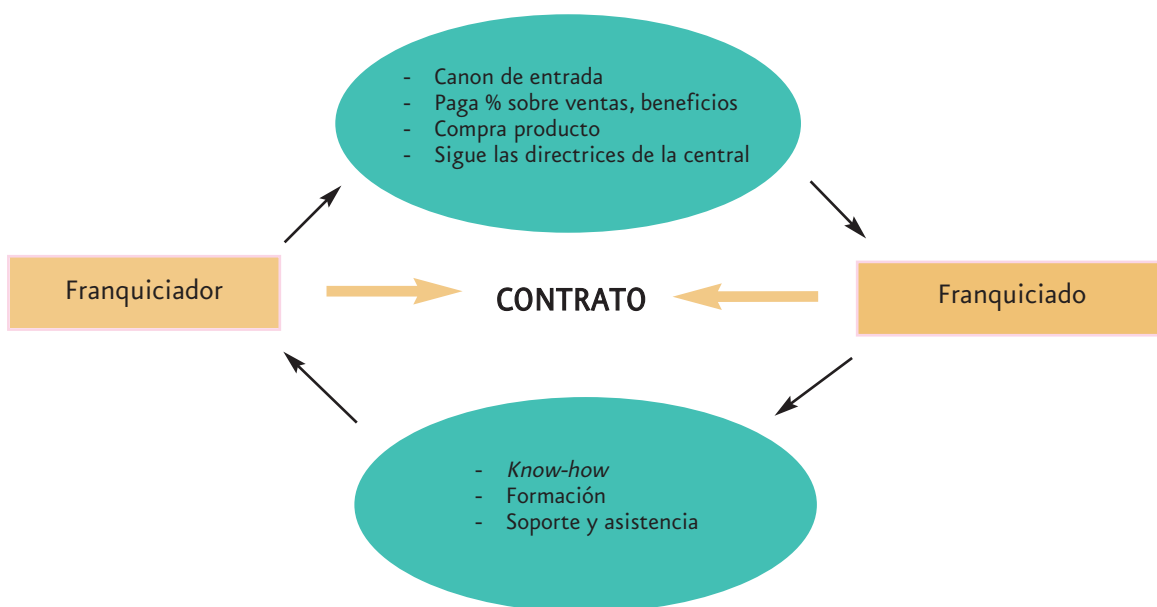 - Canon de entrada
- Paga % sobre ventas, beneficios
- Compra producto
- Sigue las directrices de la central
Franquiciador
CONTRATO
Franquiciado
- Know-how
- Formación
- Soporte y asistencia